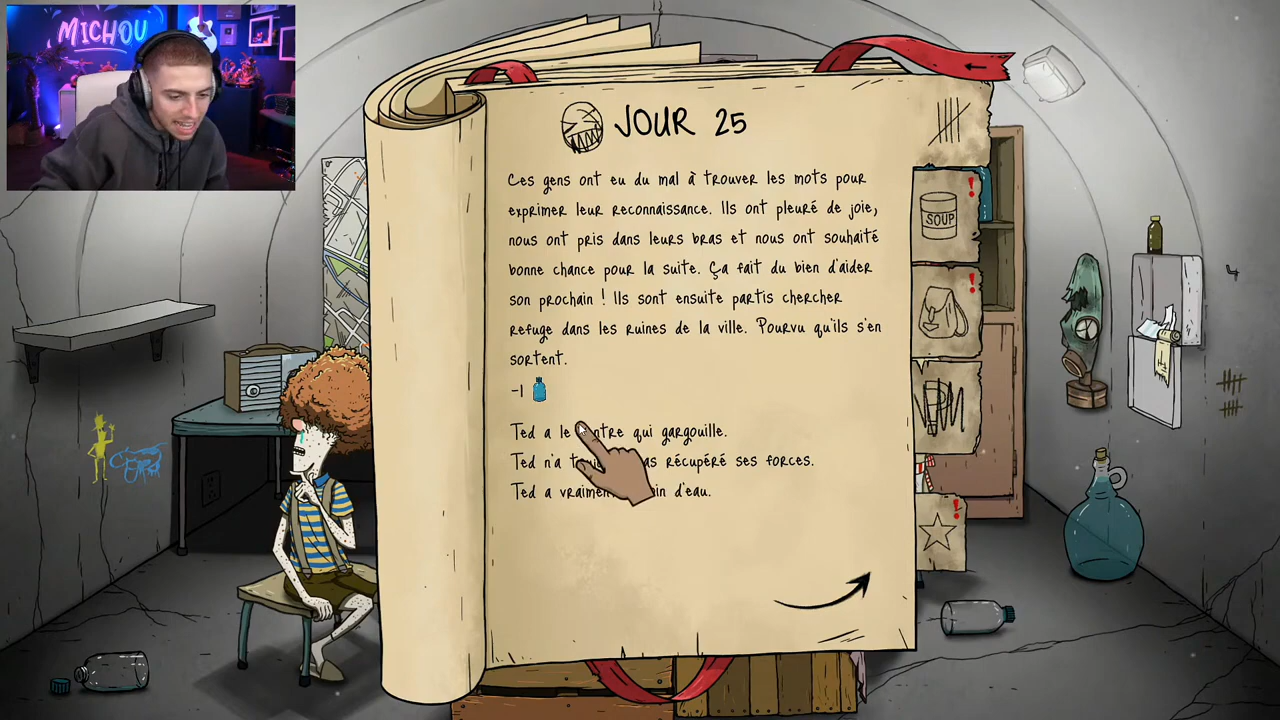 MICHOU
JOUR 25
Ces gens ont eu du mal à trouver les mots pour
exprimer leur reconnaissance. Ils ont pleuré de joie,
nous ont pris dans leurs bras et nous ont souhaité
bonne chance pour la suite. Ça fait du bien d'aider
son prochain ! Ils sont ensuite partis chercher
refuge dans les ruines de la ville. Pourvu qu'ils s'en
sortent.
-1
Ted a le qui gargouille.
Ted n'a récupéré ses forces.
Ted a d'eau.
SOUP
!
!
!